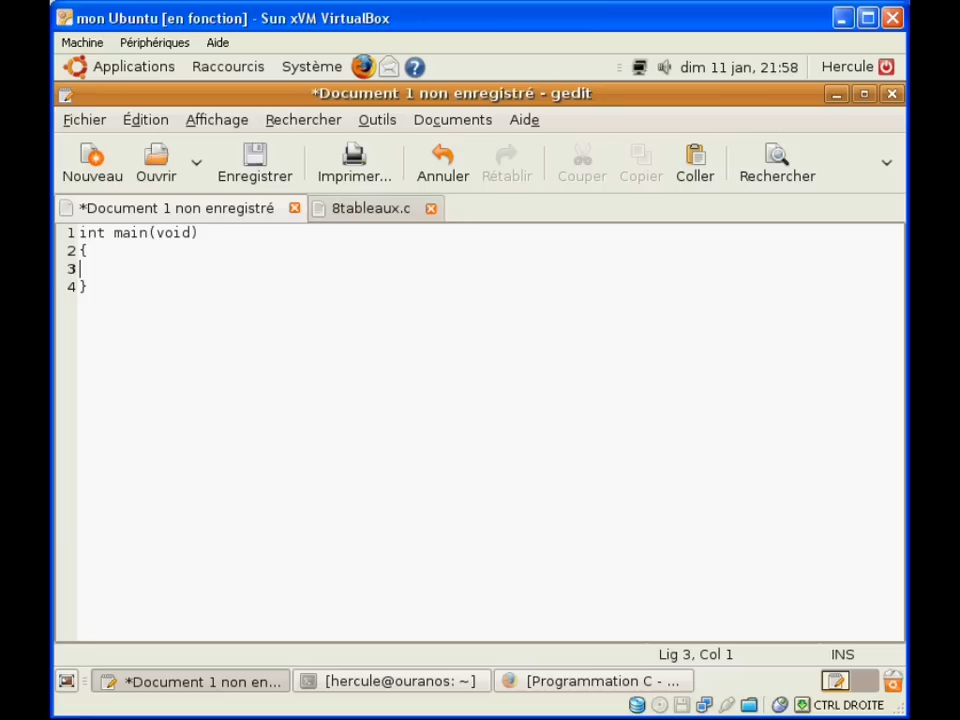 mon Ubuntu [en fonction] - Sun xVM VirtualBox
Machine Périphériques Aide
Applications Raccourcis Système dim 11 jan, 21:58 Hercule
*Document 1 non enregistré - gedit
Fichier Édition Affichage Rechercher Outils Documents Aide
Nouveau Ouvrir Enregistrer Imprimer... Annuler Rétablir Couper Copier Coller Rechercher
*Document 1 non enregistré 8tableaux.c
1 int main(void)
2 {
3
4 }
Lig 3, Col 1 INS
*Document 1 non en... [hercule@ouranos: ~] [Programmation C - ...
CTRL DROITE